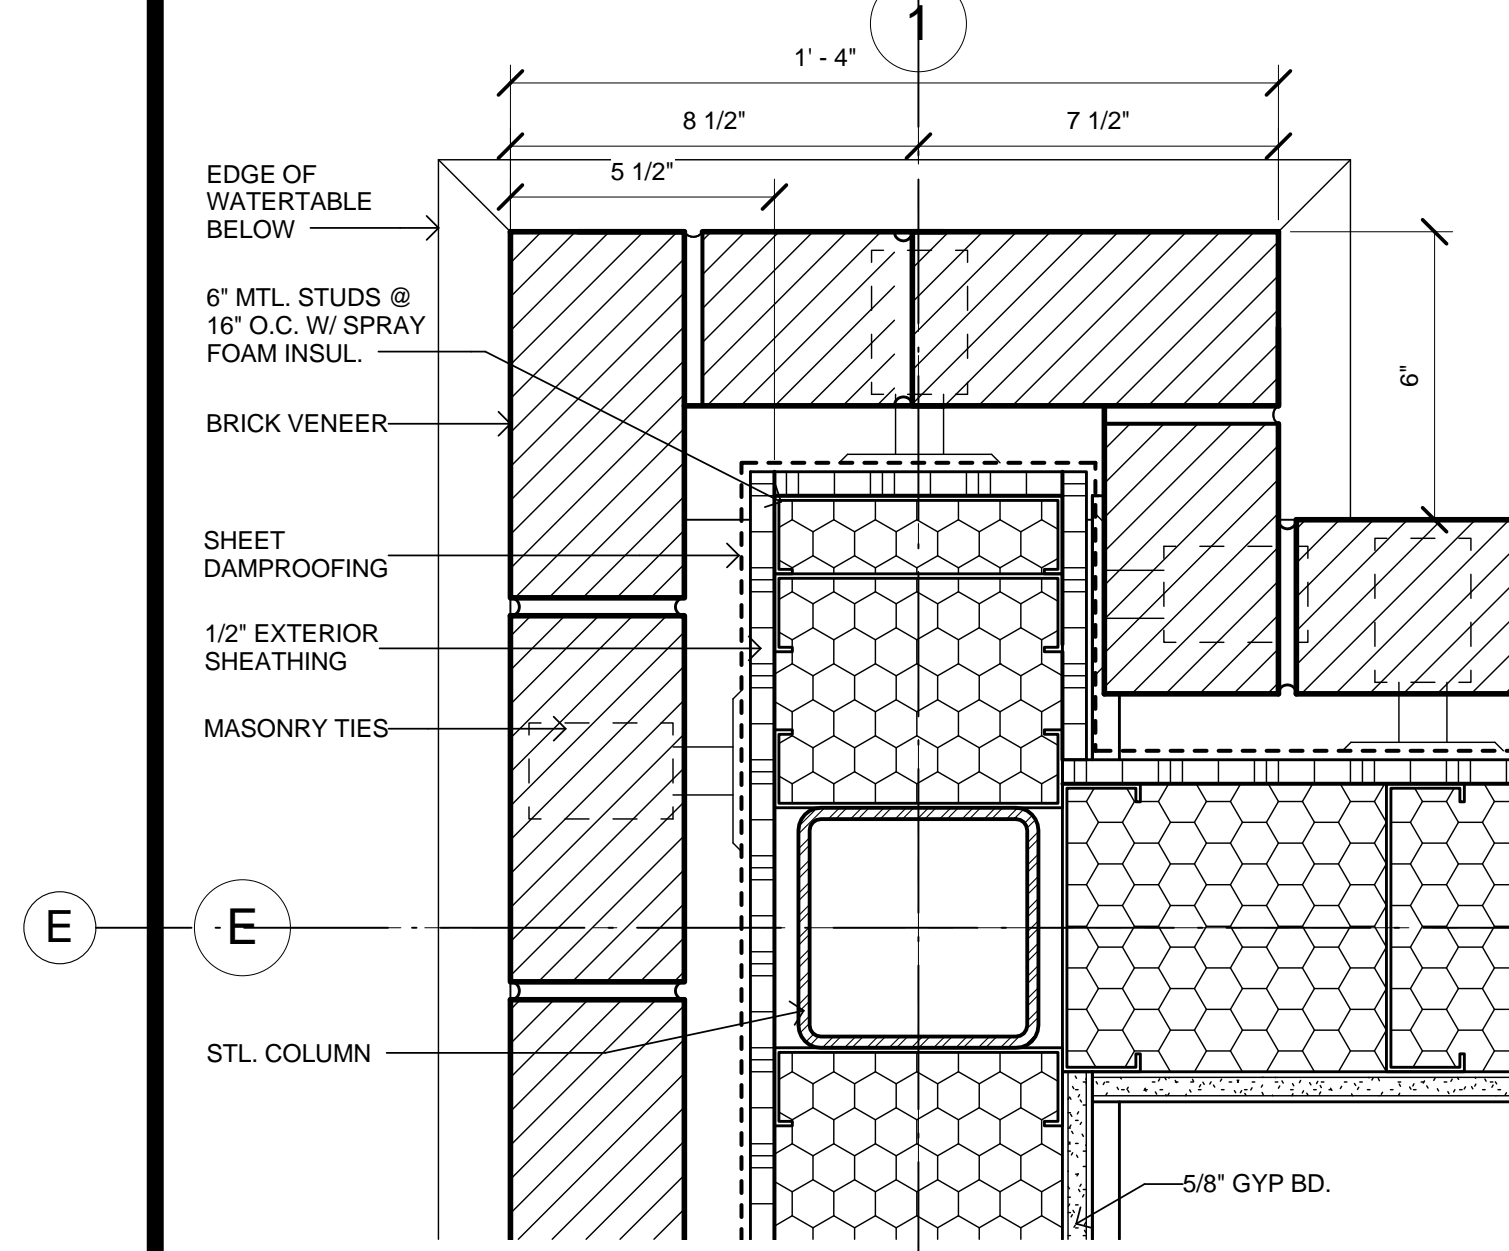 1
1' - 4"
8 1/2"
7 1/2"
5 1/2"
EDGE OF
WATERTABLE
BELOW
6" MTL. STUDS @
16" O.C. W/ SPRAY
FOAM INSUL.
6"
BRICK VENEER
SHEET
DAMPROOFING
1/2" EXTERIOR
SHEATHING
MASONRY TIES
E
E
STL. COLUMN
5/8" GYP BD.